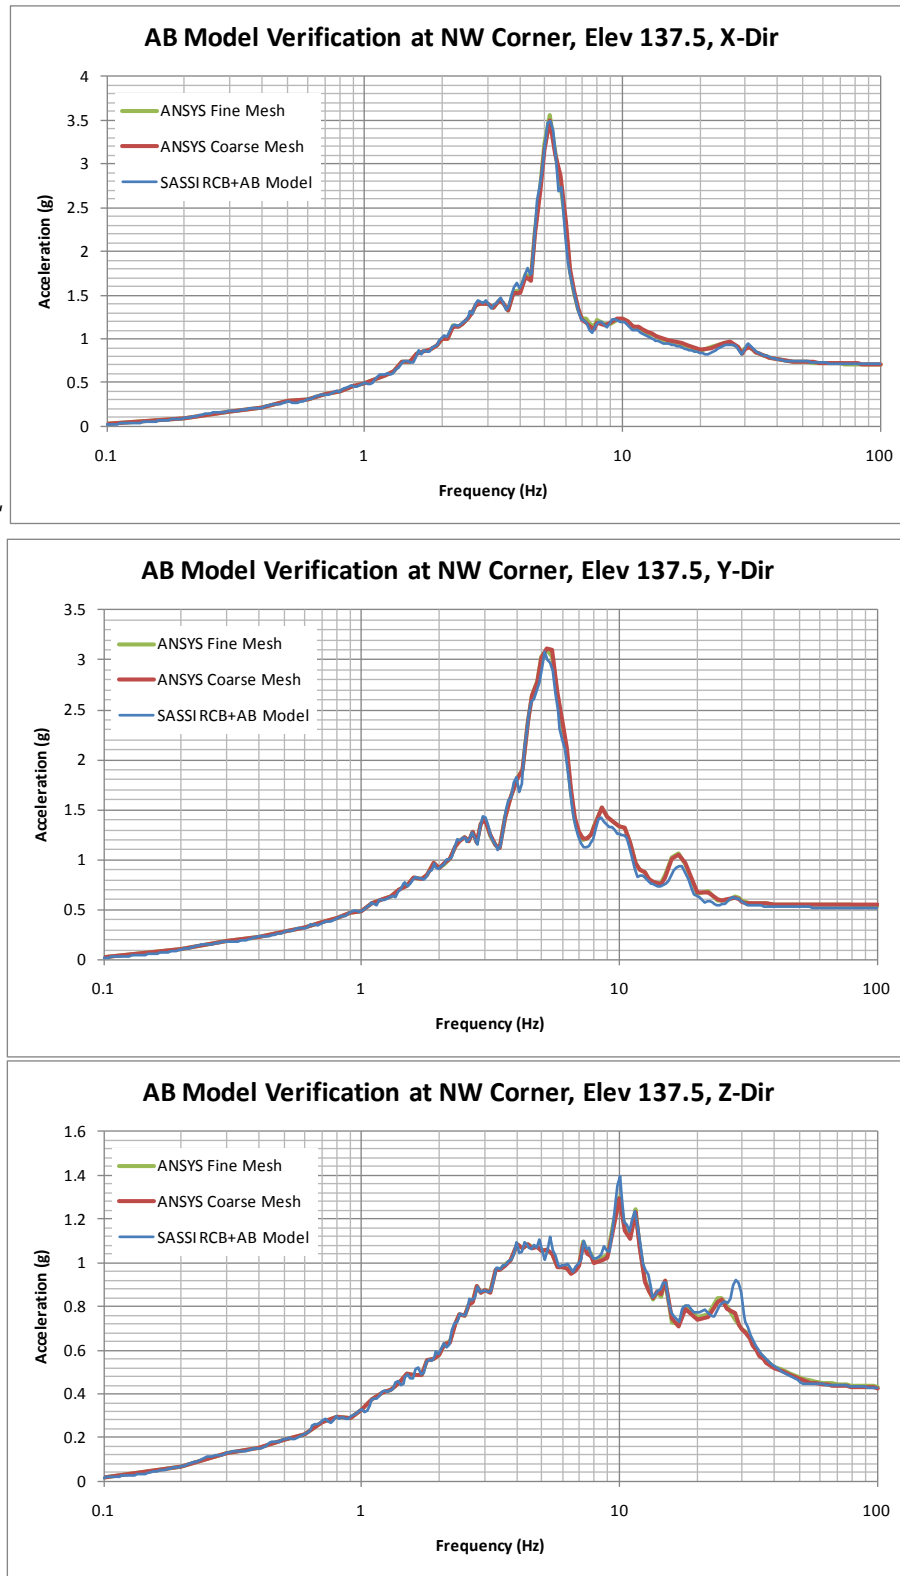 AB Model Verification at NW Corner, Elev 137.5, X-Dir
4
3.5
3
2.5
2
1.5
1
0.5
0
Acceleration (g)
ANSYS Fine Mesh
ANSYS Coarse Mesh
SASSI RCB+AB Model
0.1 1 10 100
Frequency (Hz)
,
AB Model Verification at NW Corner, Elev 137.5, Y-Dir
3.5
3
2.5
2
1.5
1
0.5
0
Acceleration (g)
ANSYS Fine Mesh
ANSYS Coarse Mesh
SASSI RCB+AB Model
0.1 1 10 100
Frequency (Hz)
AB Model Verification at NW Corner, Elev 137.5, Z-Dir
1.6
1.4
1.2
1
0.8
0.6
0.4
0.2
0
Acceleration (g)
ANSYS Fine Mesh
ANSYS Coarse Mesh
SASSI RCB+AB Model
0.1 1 10 100
Frequency (Hz)